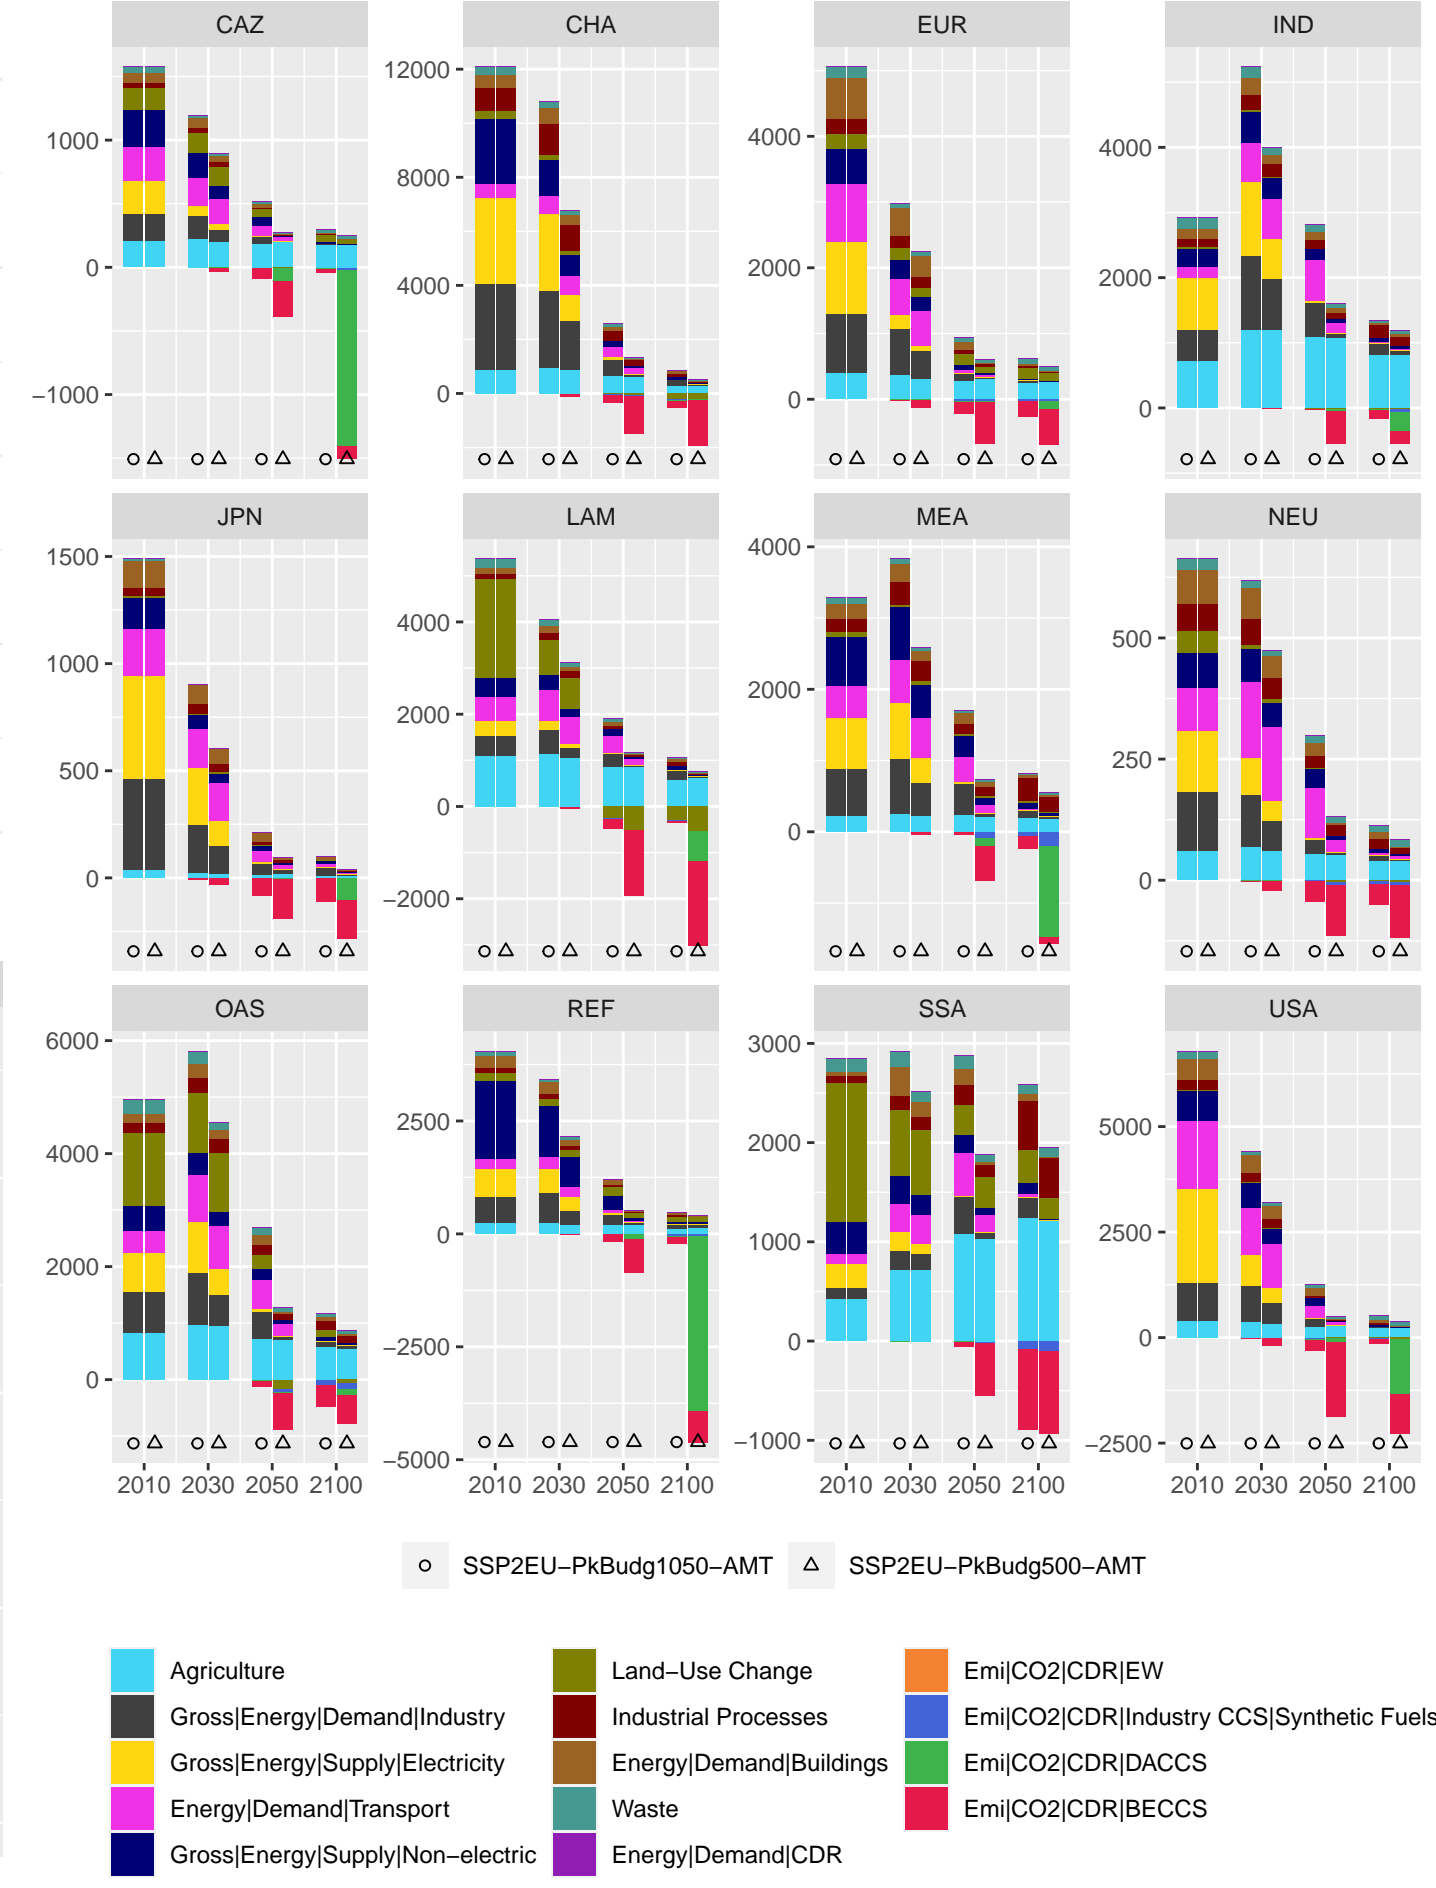 CAZ CHA EUR IND
1000
0
−1000
12000
8000
4000
0
4000
2000
0
4000
2000
0
JPN LAM MEA NEU
1500
1000
500
0
4000
2000
0
−2000
4000
2000
0
500
250
0
OAS REF SSA USA
6000
4000
2000
0
2500
0
−2500
−5000
3000
2000
1000
0
−1000
5000
2500
0
−2500
2010 2030 2050 2100 2010 2030 2050 2100 2010 2030 2050 2100 2010 2030 2050 2100
SSP2EU−PkBudg1050−AMT SSP2EU−PkBudg500−AMT
Agriculture
Gross|Energy|Demand|Industry
Gross|Energy|Supply|Electricity
Energy|Demand|Transport
Gross|Energy|Supply|Non−electric
Land−Use Change
Industrial Processes
Energy|Demand|Buildings
Waste
Energy|Demand|CDR
Emi|CO2|CDR|EW
Emi|CO2|CDR|Industry CCS|Synthetic Fuels
Emi|CO2|CDR|DACCS
Emi|CO2|CDR|BECCS